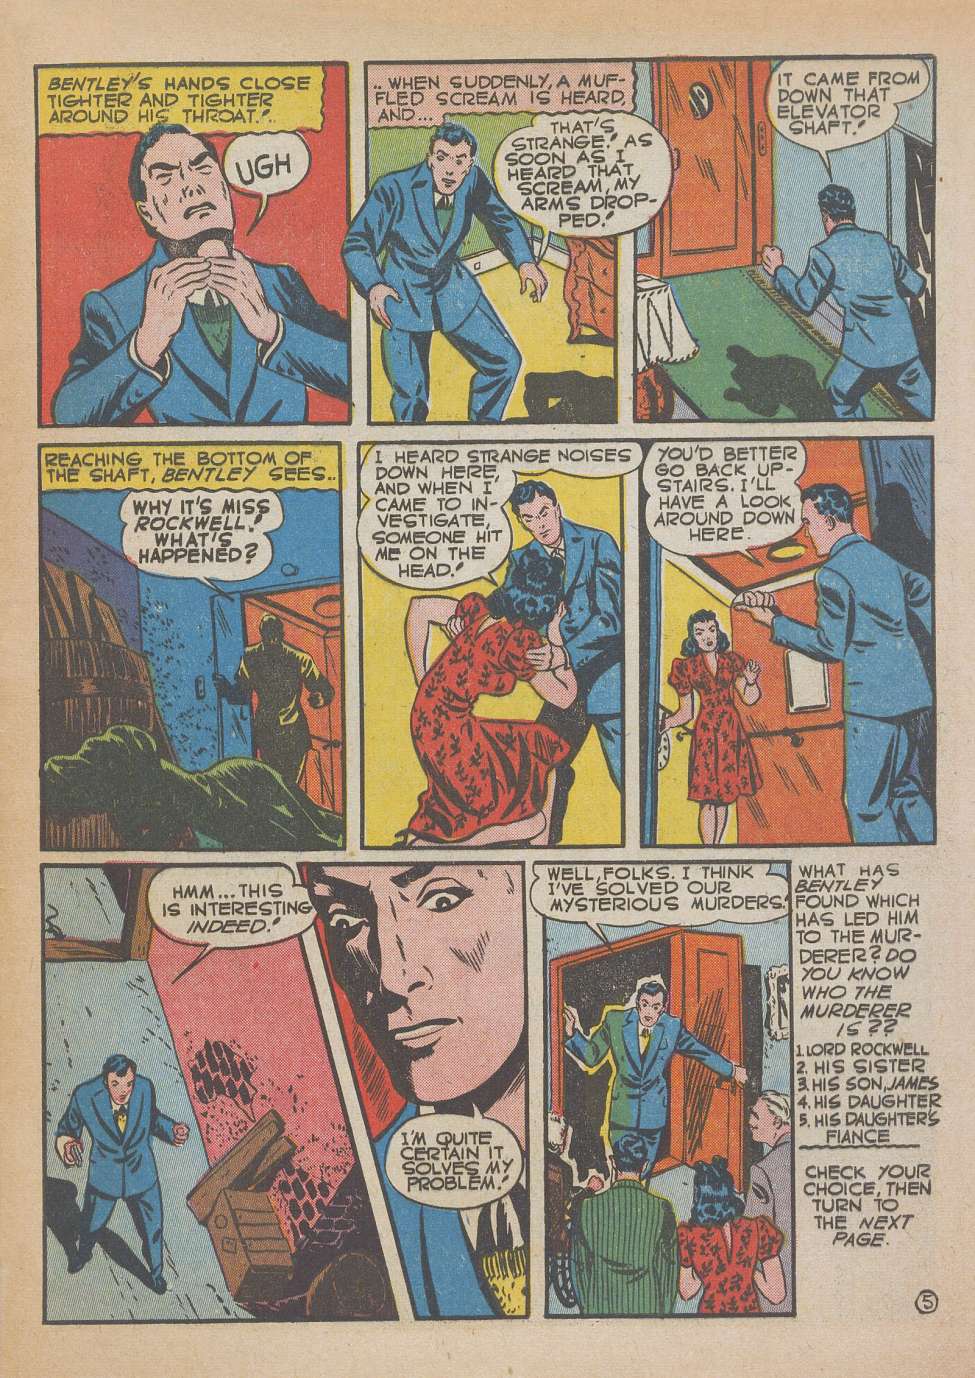 BENTLEY'S HANDS CLOSE
TIGHTER AND TIGHTER
AROUND HIS THROAT!..
UGH
..WHEN SUDDENLY, A MUF-
FLED SCREAM IS HEARD,
AND...
THAT'S
STRANGE! AS
SOON AS I
HEARD THAT
SCREAM, MY
ARMS DROP-
PED!
IT CAME FROM
DOWN THAT
ELEVATOR
SHAFT!
REACHING THE BOTTOM OF
THE SHAFT, BENTLEY SEES..
WHY IT'S MISS
ROCKWELL!
WHAT'S
HAPPENED?
I HEARD STRANGE NOISES
DOWN HERE,
AND WHEN I
CAME TO IN-
VESTIGATE,
SOMEONE HIT
ME ON THE
HEAD!
YOU'D BETTER
GO BACK UP-
STAIRS. I'LL
HAVE A LOOK
AROUND DOWN
HERE.
HMM...THIS
IS INTERESTING
INDEED!
I'M QUITE
CERTAIN IT
SOLVES MY
PROBLEM!
WELL, FOLKS. I THINK
I'VE SOLVED OUR
MYSTERIOUS MURDERS!
WHAT HAS
BENTLEY
FOUND WHICH
HAS LED HIM
TO THE MUR-
DERER? DO
YOU KNOW
WHO THE
MURDERER
IS??
1. LORD ROCKWELL
2. HIS SISTER
3. HIS SON, JAMES
4. HIS DAUGHTER
5. HIS DAUGHTER'S
FIANCE
CHECK YOUR
CHOICE, THEN
TURN TO
THE NEXT
PAGE.
5